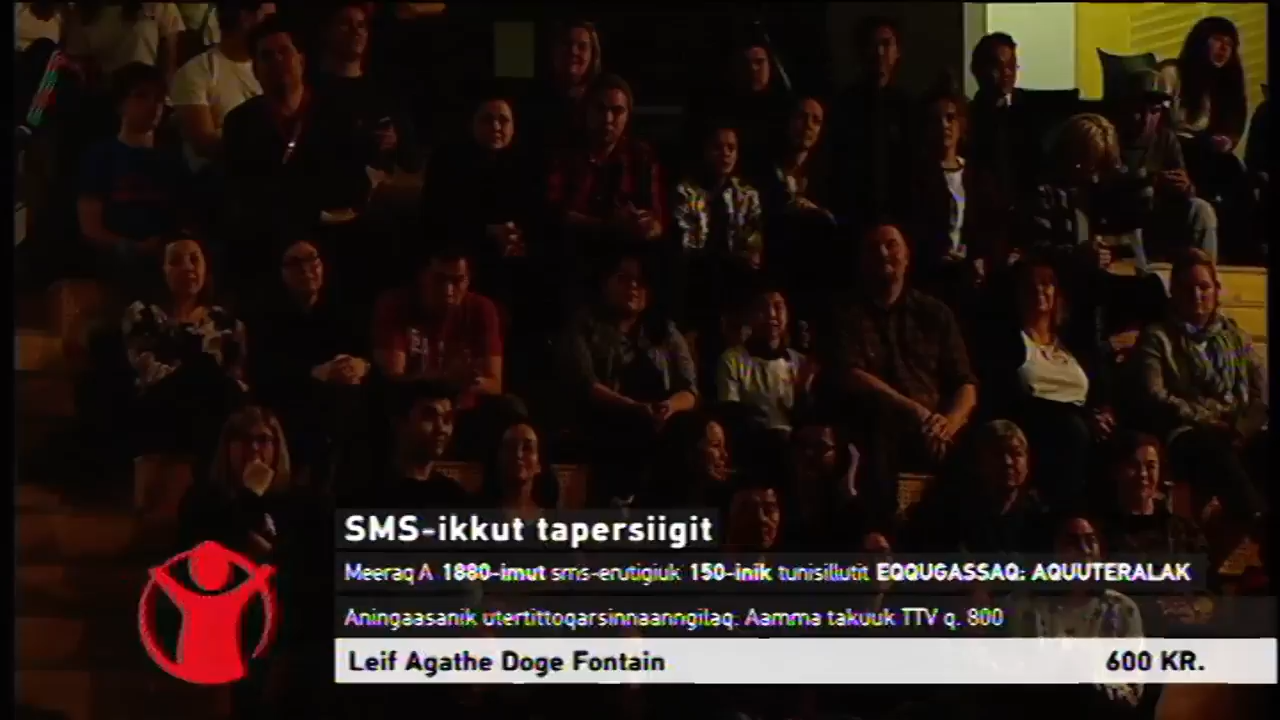 SMS-ikkut tapersiigit
Meeraq A 1880-imut sms-erutigiuk 150-inik tunisillutit EQQUGASSAQ: AQUUTERALAK
Aningaasanik utertittoqarsinnaanngilaq. Aamma takuuk TTV q. 800
Leif Agathe Doge Fontain 600 KR.